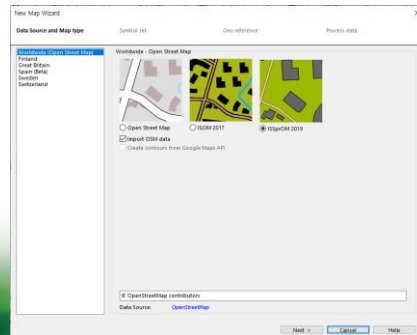 New Map Wizard
Data Source and Map type
Symbol set
Geo reference
Process data
Worldwide (Open Street Map)
Finland
Great Britain
Spain (Beta)
Sweden
Switzerland
Worldwide - Open Street Map
Open Street Map
ISOM 2017
ISSprOM 2019
Import OSM data
Create contours from Google Maps API
© OpenStreetMap contributors
Data Source: OpenStreetMap
Next >
Cancel
Help